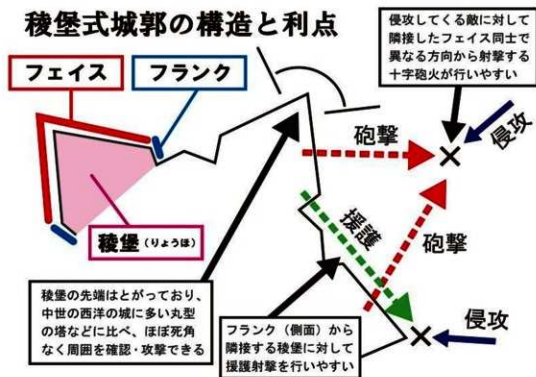 稜堡式城郭の構造と利点
フェイス
フランク
稜堡(りょうほ)
侵攻してくる敵に対して
隣接したフェイス同士で
異なる方向から射撃する
十字砲火が行いやすい
砲撃
侵攻
援護
砲撃
侵攻
稜堡の先端はとがっており、
中世の西洋の城に多い丸型
の塔などに比べ、ほぼ死角
なく周囲を確認・攻撃できる
フランク(側面)から
隣接する稜堡に対して
援護射撃を行いやすい